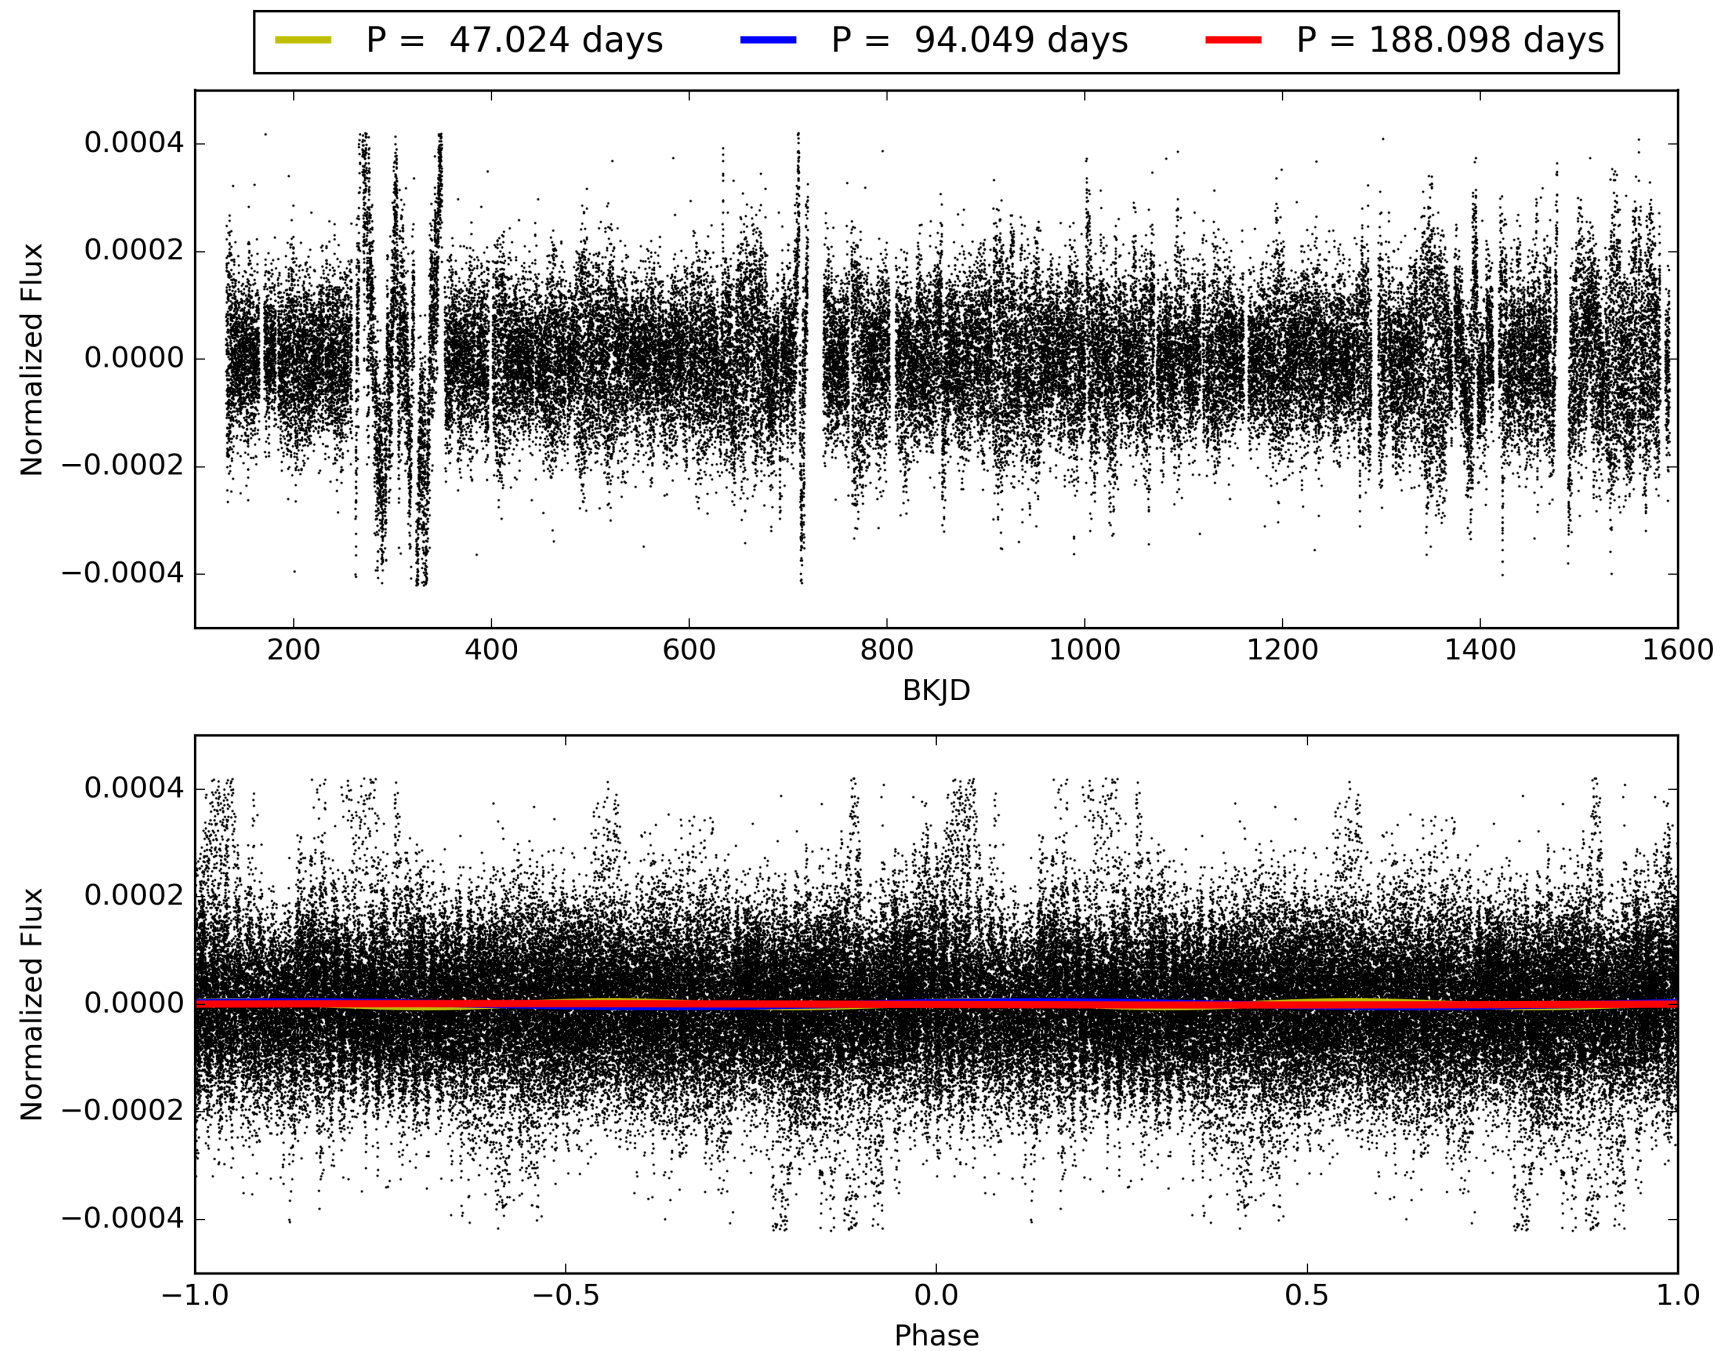 P = 47.024 days P = 94.049 days P = 188.098 days
Normalized Flux
0.0004
0.0002
0.0000
−0.0002
−0.0004
200 400 600 800 1000 1200 1400 1600
BKJD
Normalized Flux
0.0004
0.0002
0.0000
−0.0002
−0.0004
−1.0 −0.5 0.0 0.5 1.0
Phase